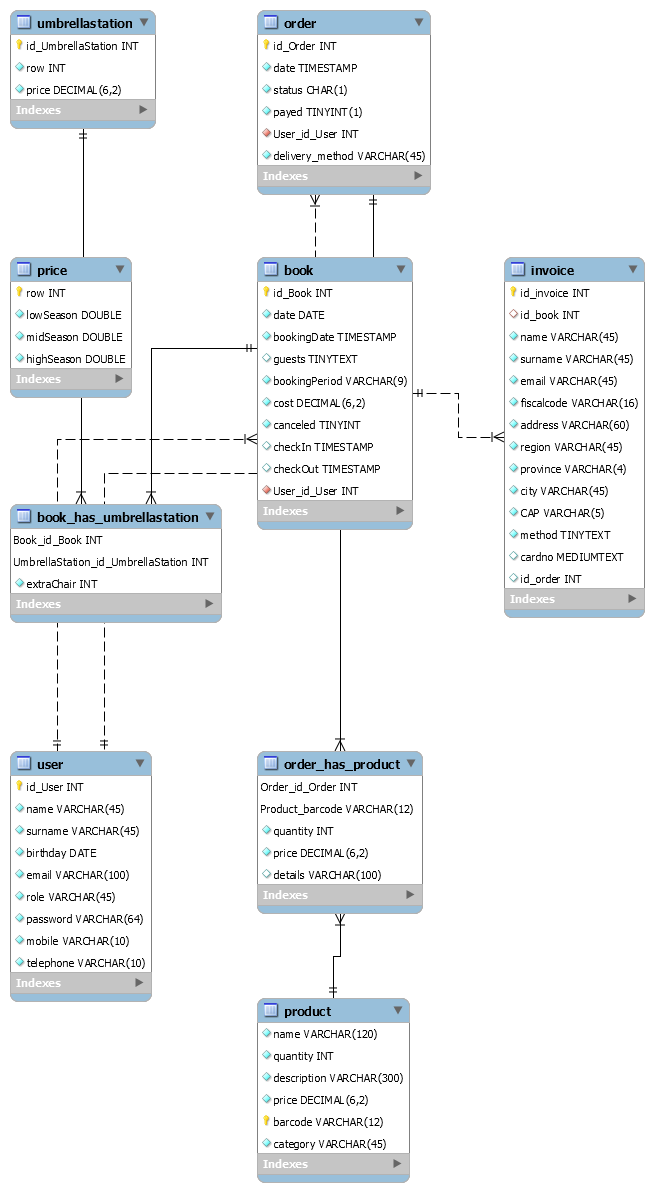 umbrellastation
id_UmbrellaStation INT
row INT
price DECIMAL(6,2)
Indexes
order
id_Order INT
date TIMESTAMP
status CHAR(1)
payed TINYINT(1)
User_id_User INT
delivery_method VARCHAR(45)
Indexes
price
row INT
lowSeason DOUBLE
midSeason DOUBLE
highSeason DOUBLE
Indexes
book
id_Book INT
date DATE
bookingDate TIMESTAMP
guests TINYTEXT
bookingPeriod VARCHAR(9)
cost DECIMAL(6,2)
canceled TINYINT
checkIn TIMESTAMP
checkOut TIMESTAMP
User_id_User INT
Indexes
invoice
id_invoice INT
id_book INT
name VARCHAR(45)
surname VARCHAR(45)
email VARCHAR(45)
fiscalcode VARCHAR(16)
address VARCHAR(60)
region VARCHAR(45)
province VARCHAR(4)
city VARCHAR(45)
CAP VARCHAR(5)
method TINYTEXT
cardno MEDIUMTEXT
id_order INT
Indexes
book_has_umbrellastation
Book_id_Book INT
UmbrellaStation_id_UmbrellaStation INT
extraChair INT
Indexes
user
id_User INT
name VARCHAR(45)
surname VARCHAR(45)
birthday DATE
email VARCHAR(100)
role VARCHAR(45)
password VARCHAR(64)
mobile VARCHAR(10)
telephone VARCHAR(10)
Indexes
order_has_product
Order_id_Order INT
Product_barcode VARCHAR(12)
quantity INT
price DECIMAL(6,2)
details VARCHAR(100)
Indexes
product
name VARCHAR(120)
quantity INT
description VARCHAR(300)
price DECIMAL(6,2)
barcode VARCHAR(12)
category VARCHAR(45)
Indexes